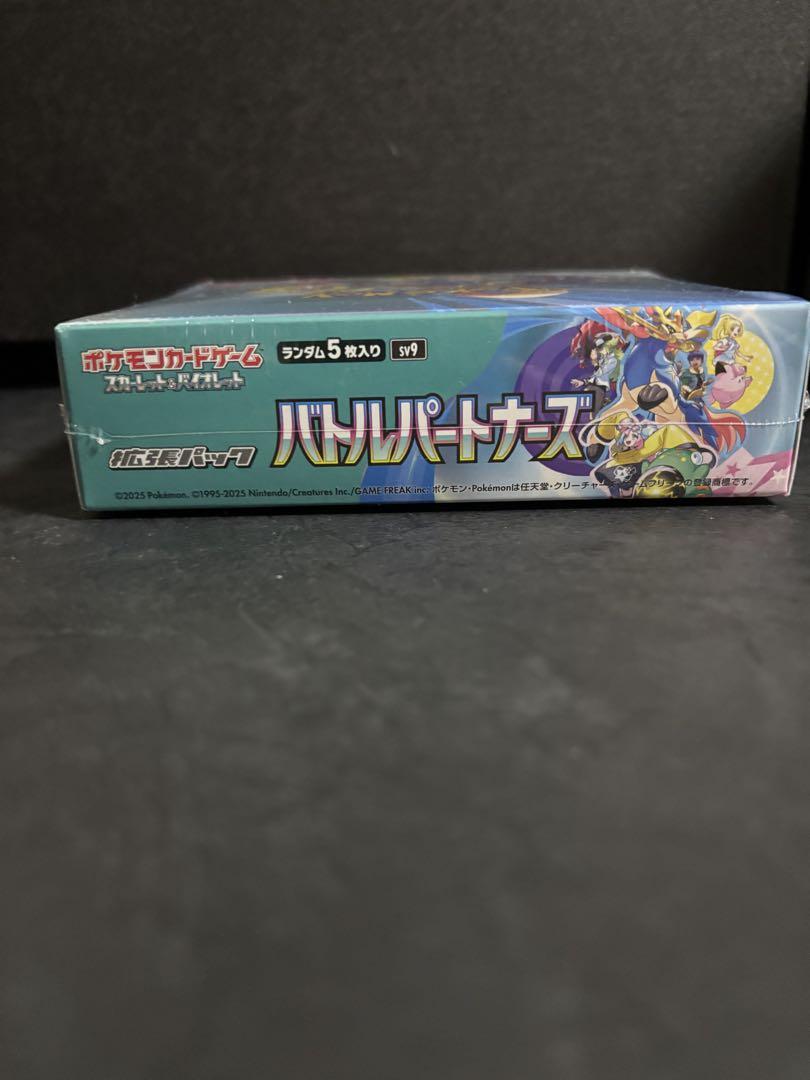 ポケモンカードゲーム
スカーレット&バイオレット
ランダム5枚入り sv9
拡張パック
バトルパートナーズ
©2025 Pokémon. ©1995-2025 Nintendo/Creatures Inc./GAME FREAK inc. ポケモン・Pokémonは任天堂・クリーチャーズ・ゲームフリークの登録商標です。